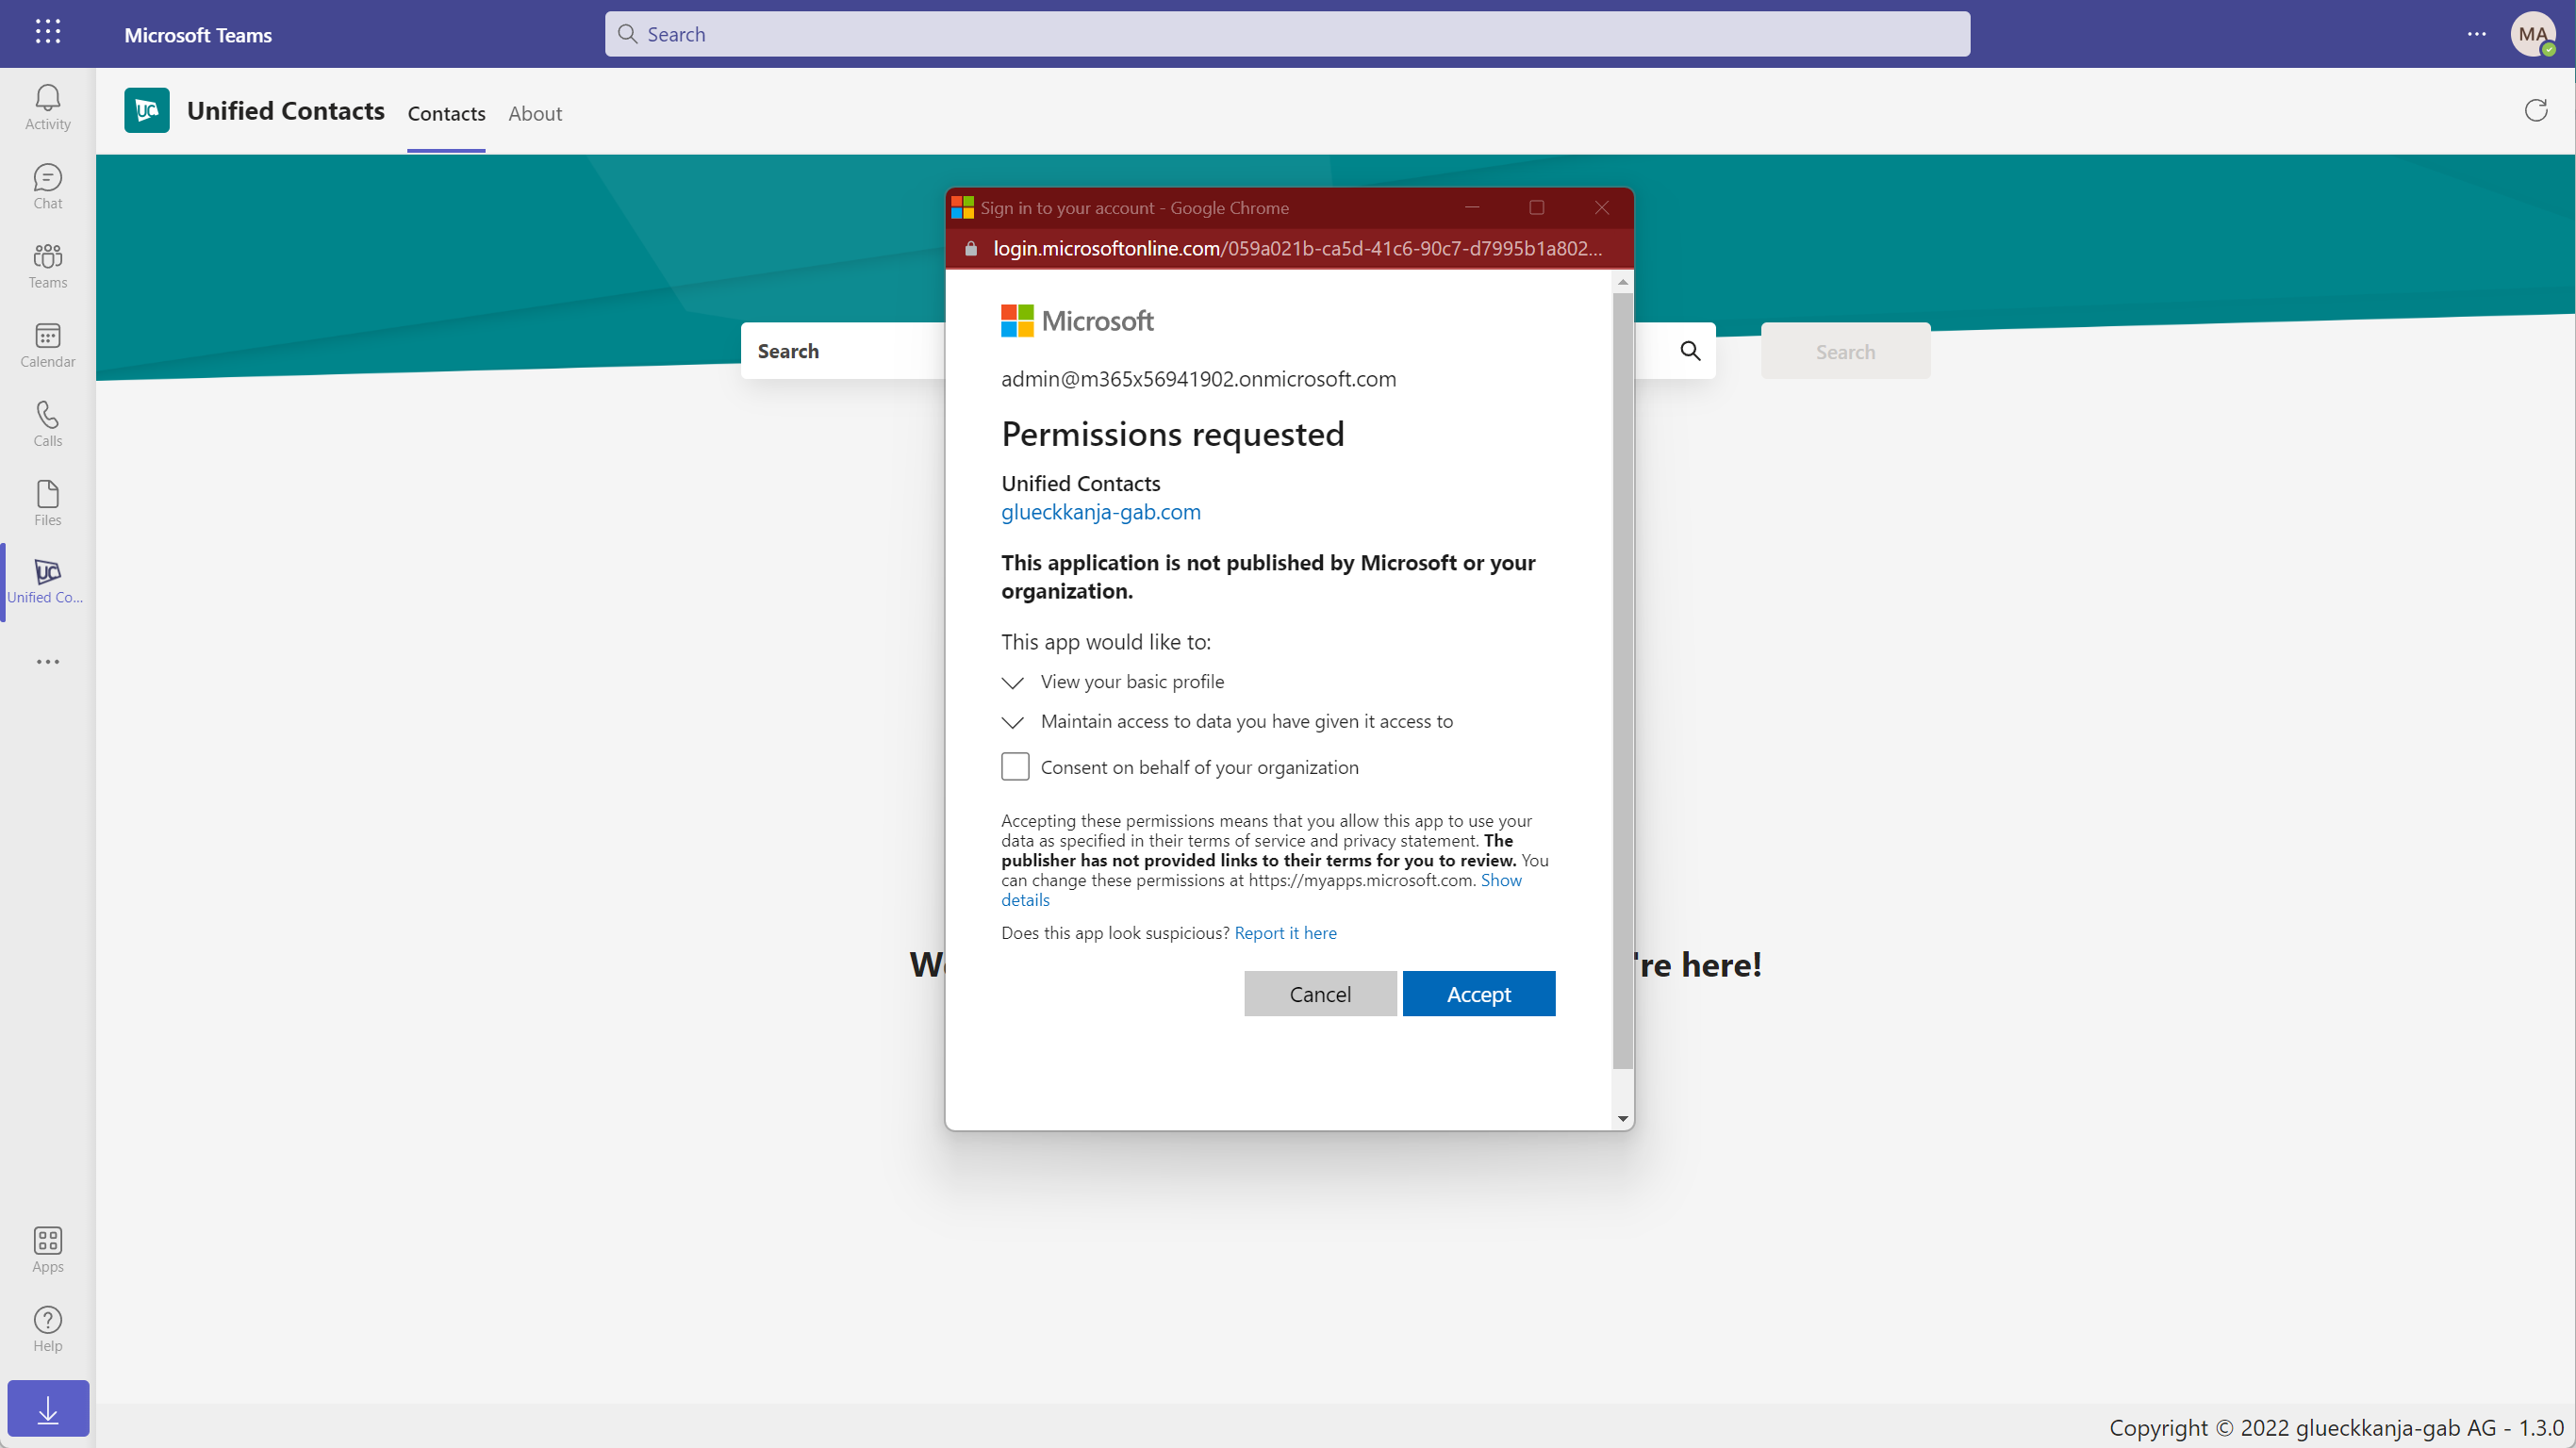 Microsoft Teams
Search
MA
Activity
Chat
Teams
Calendar
Calls
Files
UC
Unified Co...
Apps
Help
UC
Unified Contacts
Contacts
About
Search
Search
Sign in to your account - Google Chrome
login.microsoftonline.com/059a021b-ca5d-41c6-90c7-d7995b1a802...
Microsoft
admin@m365x56941902.onmicrosoft.com
Permissions requested
Unified Contacts
glueckkanja-gab.com
This application is not published by Microsoft or your
organization.
This app would like to:
View your basic profile
Maintain access to data you have given it access to
Consent on behalf of your organization
Accepting these permissions means that you allow this app to use your
data as specified in their terms of service and privacy statement. The
publisher has not provided links to their terms for you to review. You
can change these permissions at https://myapps.microsoft.com. Show
details
Does this app look suspicious? Report it here
Cancel
Accept
're here!
Copyright © 2022 glueckkanja-gab AG - 1.3.0